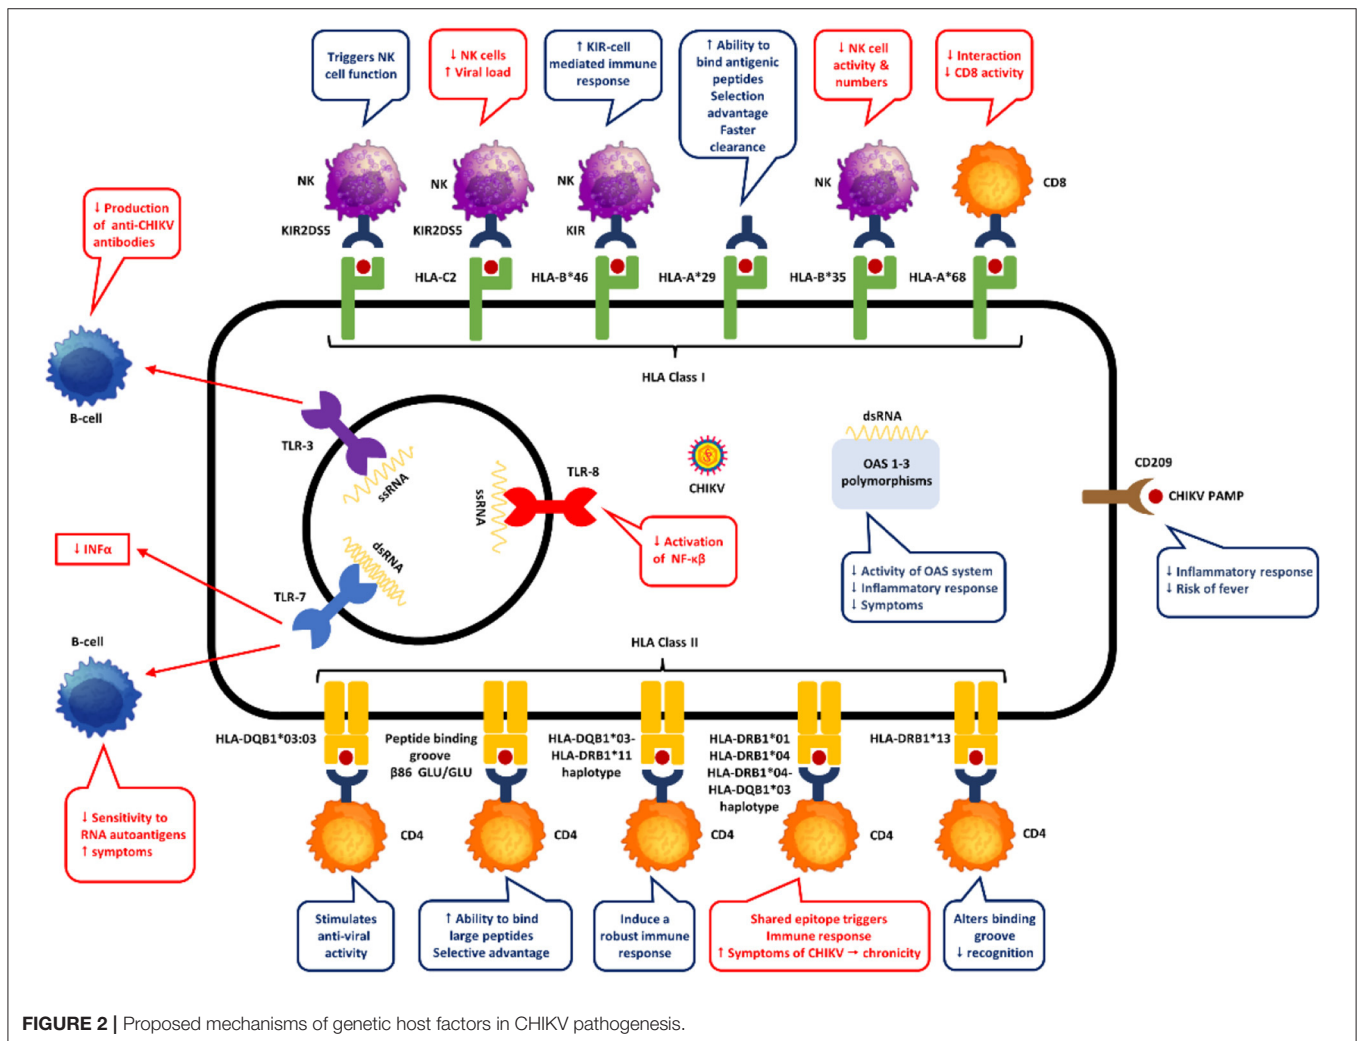 Triggers NK
cell function
↓ NK cells
↑ Viral load
↑ KIR-cell
mediated immune
response
↑ Ability to
bind antigenic
peptides
Selection
advantage
Faster
clearance
↓ NK cell
activity &
numbers
↓ Interaction
↓ CD8 activity
NK
NK
NK
NK
CD8
KIR2DS5
KIR2DS5
KIR
HLA-C2
HLA-B*46
HLA-A*29
HLA-B*35
HLA-A*68
HLA Class I
↓ Production
of anti-CHIKV
antibodies
B-cell
TLR-3
ssRNA
ssRNA
TLR-8
CHIKV
dsRNA
OAS 1-3
polymorphisms
CD209
CHIKV PAMP
↓ INFα
dsRNA
TLR-7
↓ Activation
of NF-κβ
↓ Activity of OAS system
↓ Inflammatory response
↓ Symptoms
↓ Inflammatory response
↓ Risk of fever
B-cell
HLA Class II
↓ Sensitivity to
RNA autoantigens
↑ symptoms
HLA-DQB1*03:03
Peptide binding
groove
β86 GLU/GLU
HLA-DQB1*03-
HLA-DRB1*11
haplotype
HLA-DRB1*01
HLA-DRB1*04
HLA-DRB1*04-
HLA-DQB1*03
haplotype
HLA-DRB1*13
CD4
CD4
CD4
CD4
CD4
Stimulates
anti-viral
activity
↑ Ability to bind
large peptides
Selective advantage
Induce a
robust immune
response
Shared epitope triggers
Immune response
↑ Symptoms of CHIKV → chronicity
Alters binding
groove
↓ recognition
FIGURE 2 | Proposed mechanisms of genetic host factors in CHIKV pathogenesis.